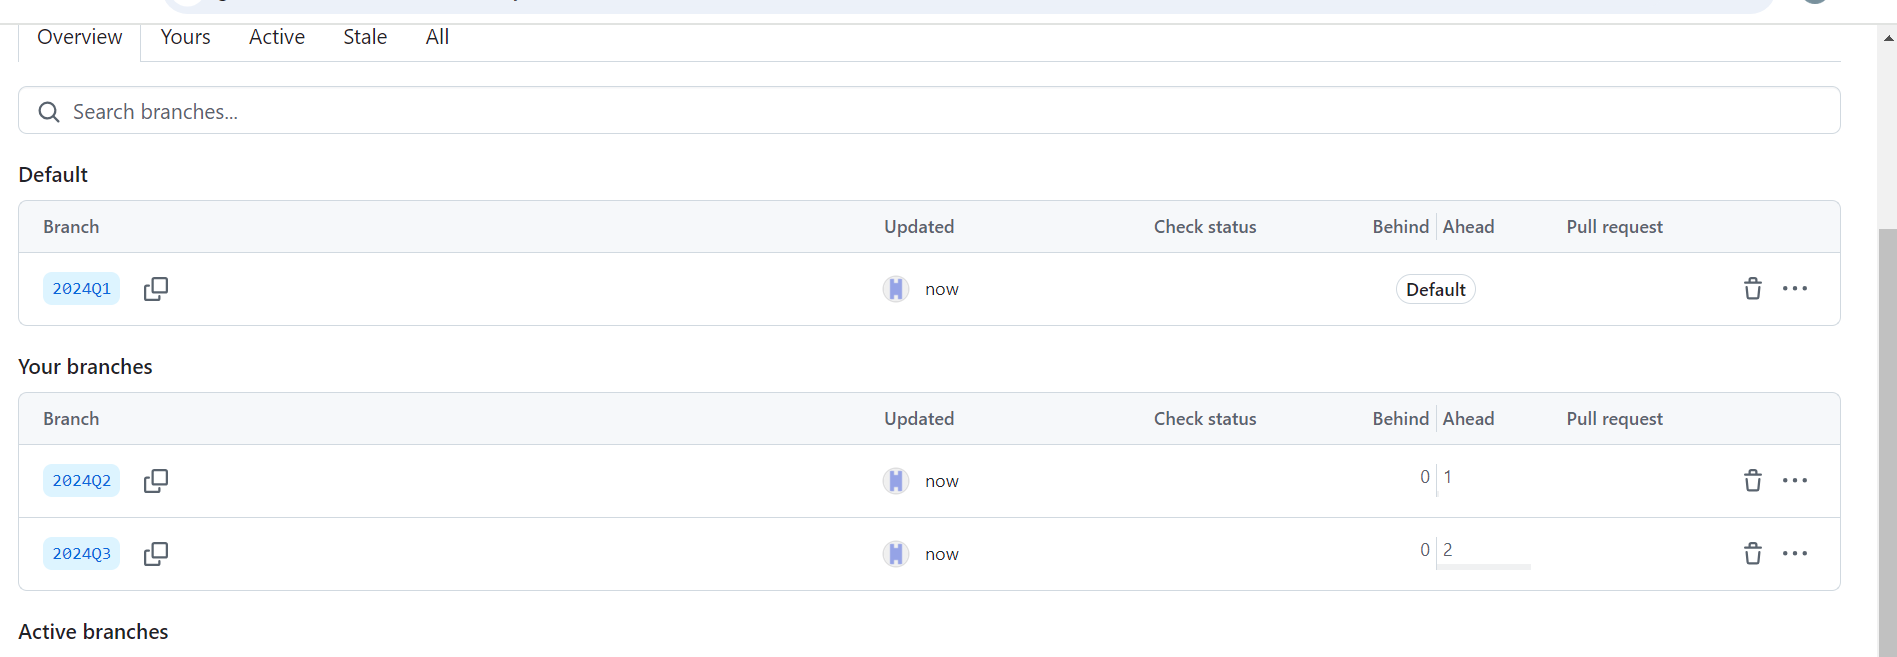 Overview Yours Active Stale All
Search branches...
Default
Branch Updated Check status Behind Ahead Pull request
2024Q1 now Default
Your branches
Branch Updated Check status Behind Ahead Pull request
2024Q2 now 0 1
2024Q3 now 0 2
Active branches